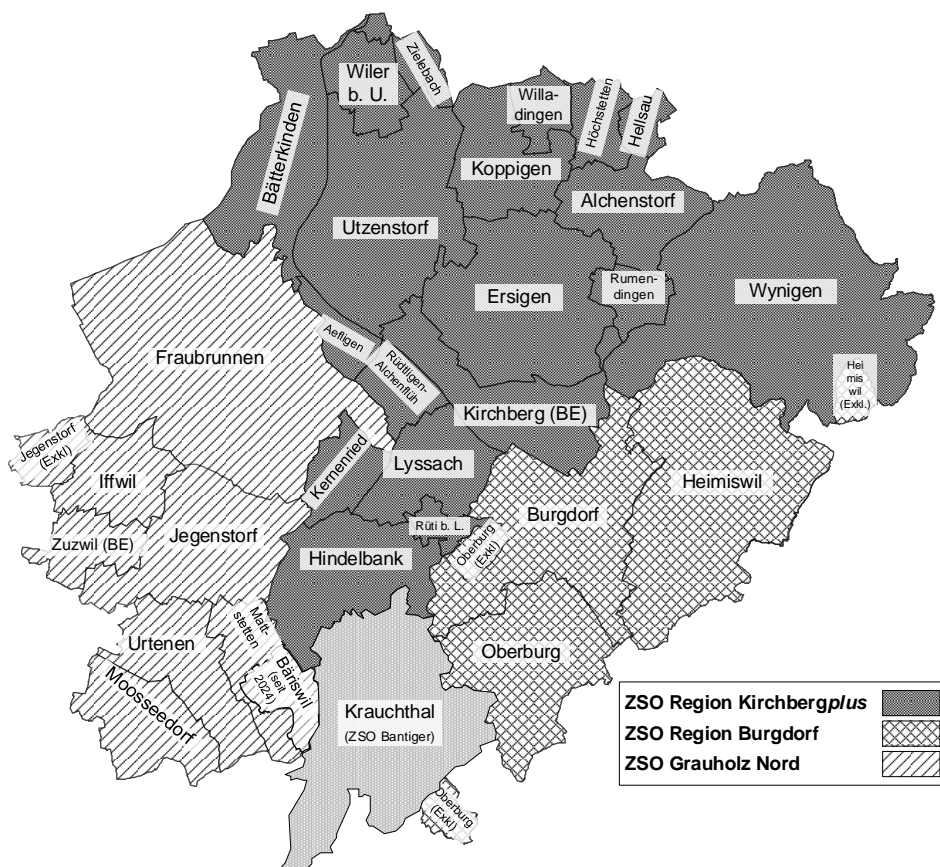 Wiler
b. U.
Zielebach
Willa-
dingen
Höchstetten
Hellsau
Bätterkinden
Koppigen
Alchenstorf
Utzenstorf
Ersigen
Rumen-
dingen
Wynigen
Fraubrunnen
Aefligen
Rüdtligen-
Alchenflüh
Hei
mis
wil
(Exkl.)
Kirchberg (BE)
Jegenstorf
(Exkl)
Iffwil
Kernenried
Lyssach
Heimiswil
Zuzwil (BE)
Jegenstorf
Rüti b. L.
Burgdorf
Oberburg
(Exkl)
Hindelbank
Matt-
stetten
Urtenen
Bäriswil
(seit
2024)
Oberburg
Moosseedorf
Krauchthal
(ZSO Bantiger)
Oberburg
(Exkl)
ZSO Region Kirchbergplus
ZSO Region Burgdorf
ZSO Grauholz Nord